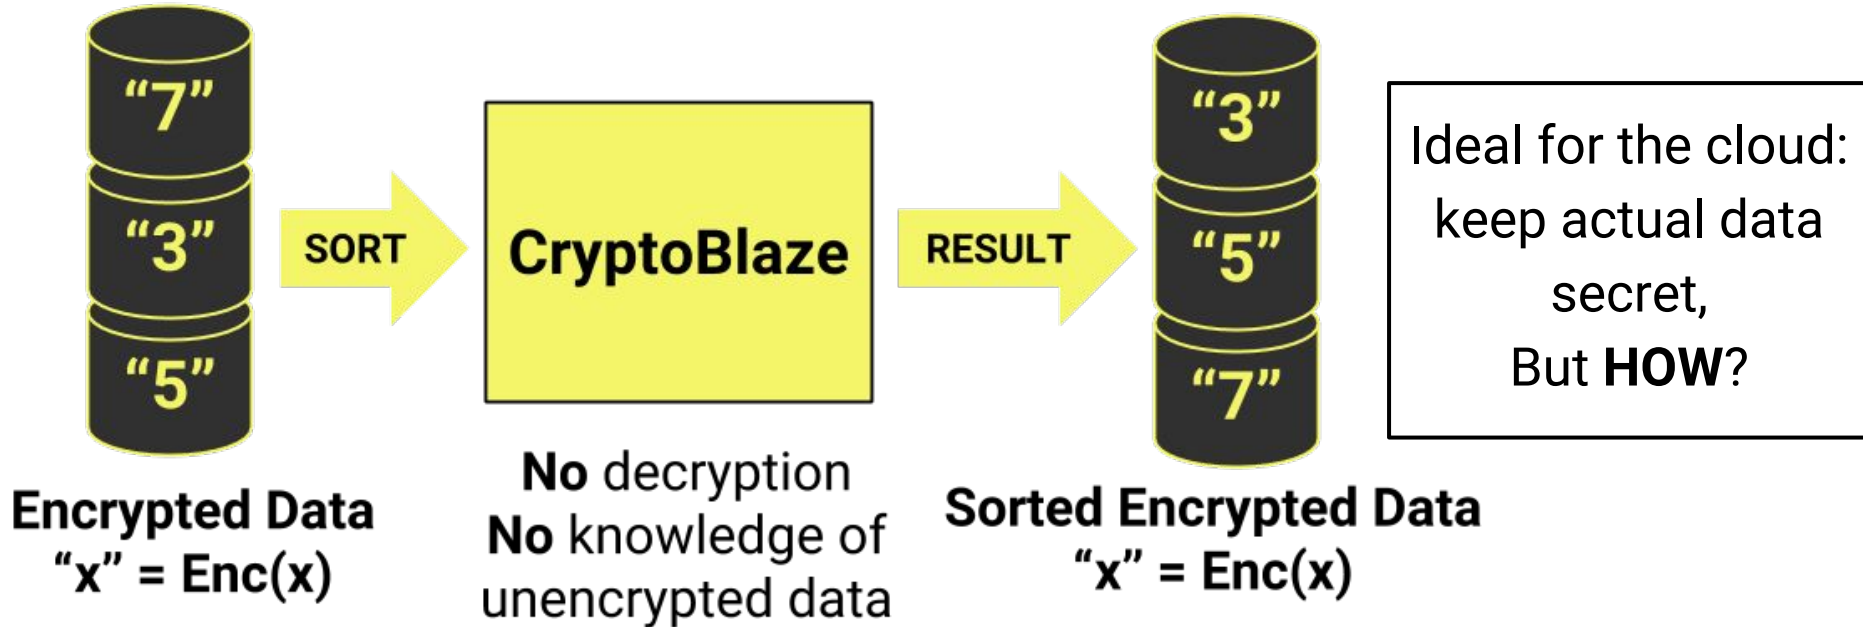 “7”
“3”
“5”
Encrypted Data
“x” = Enc(x)
SORT
CryptoBlaze
No decryption
No knowledge of
unencrypted data
RESULT
“3”
“5”
“7”
Sorted Encrypted Data
“x” = Enc(x)
Ideal for the cloud:
keep actual data
secret,
But HOW?